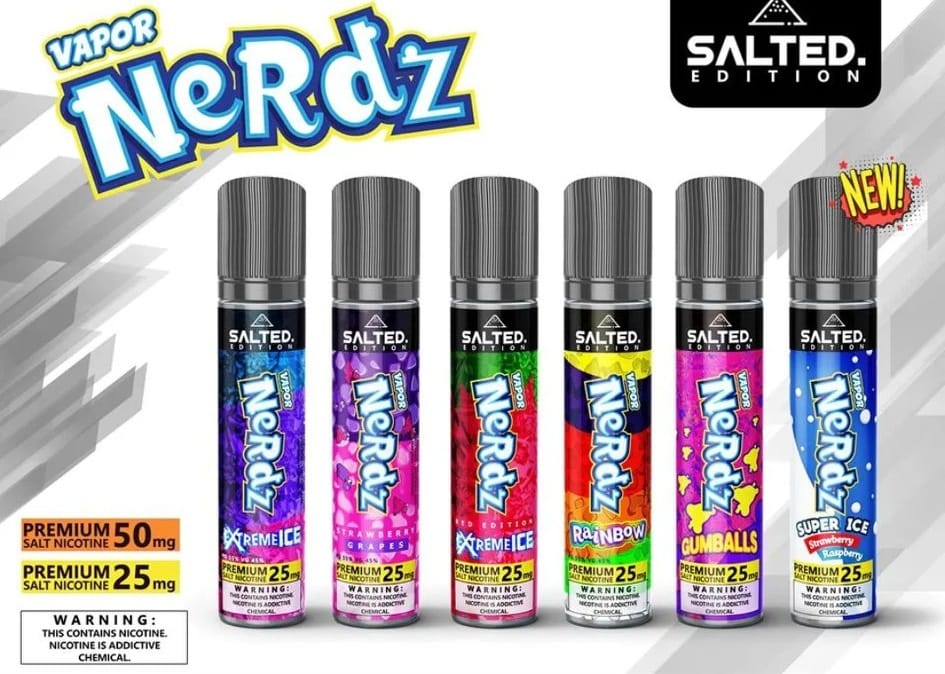 VAPOR
NeRdz
SALTED.
EDITION
NEW!
SALTED.
EDITION
VAPOR
NeRdz
EXTREME ICE
PREMIUM
SALT NICOTINE 25mg
WARNING:
THIS CONTAINS NICOTINE.
NICOTINE IS ADDICTIVE
CHEMICAL.
SALTED.
EDITION
VAPOR
NeRdz
STRAWBERRY
GRAPES
PREMIUM
SALT NICOTINE 25mg
WARNING:
THIS CONTAINS NICOTINE.
NICOTINE IS ADDICTIVE
CHEMICAL.
SALTED.
EDITION
VAPOR
NeRdz
RED EDITION
EXTREME ICE
PREMIUM
SALT NICOTINE 25mg
WARNING:
THIS CONTAINS NICOTINE.
NICOTINE IS ADDICTIVE
CHEMICAL.
SALTED.
EDITION
VAPOR
NeRdz
RaiNBOW
PREMIUM
SALT NICOTINE 25mg
WARNING:
THIS CONTAINS NICOTINE.
NICOTINE IS ADDICTIVE
CHEMICAL.
SALTED.
EDITION
VAPOR
NeRdz
GUMBALLS
PREMIUM
SALT NICOTINE 25mg
WARNING:
THIS CONTAINS NICOTINE.
NICOTINE IS ADDICTIVE
CHEMICAL.
SALTED.
EDITION
VAPOR
NeRdz
SUPER ICE
Strawberry
Raspberry
PREMIUM
SALT NICOTINE 25mg
WARNING:
THIS CONTAINS NICOTINE.
NICOTINE IS ADDICTIVE
CHEMICAL.
PREMIUM
SALT NICOTINE 50mg
PREMIUM
SALT NICOTINE 25mg
WARNING:
THIS CONTAINS NICOTINE.
NICOTINE IS ADDICTIVE
CHEMICAL.